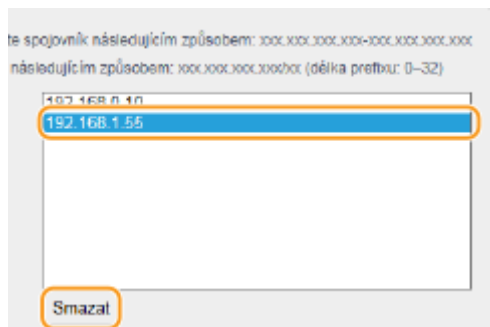 te spojovník následujícím způsobem: xxx.xxx.xxx.xxx-xxx.xxx.xxx.xxx
následujícím způsobem: xxx.xxx.xxx.xxx/xx (délka prefixu: 0–32)
192.168.0.10
192.168.1.55
Smazat